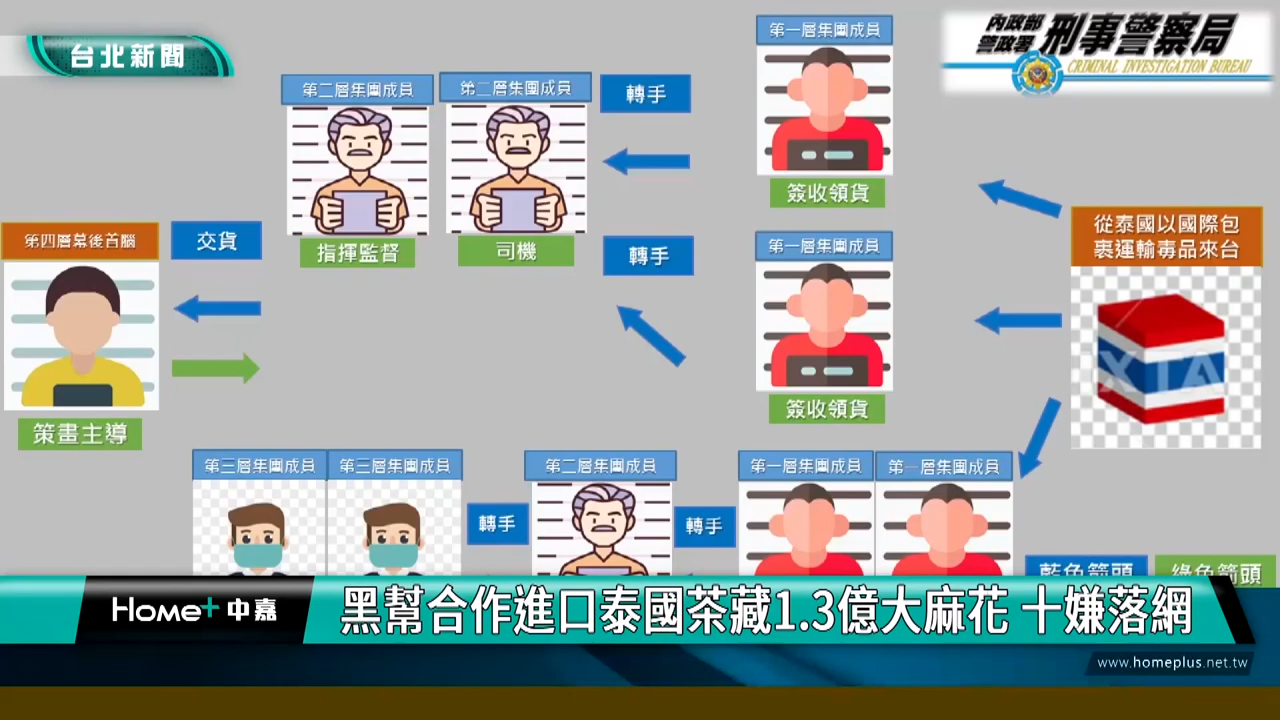 台北新聞
內政部
警政署
刑事警察局
CRIMINAL INVESTIGATION BUREAU
第一層集團成員
簽收領貨
第二層集團成員
指揮監督
第二層集團成員
司機
轉手
轉手
第一層集團成員
簽收領貨
從泰國以國際包
裹運輸毒品來台
第四層幕後首腦
策畫主導
交貨
第三層集團成員
第三層集團成員
轉手
第二層集團成員
轉手
第一層集團成員
第一層集團成員
藍色箭頭
綠色箭頭
Home+ 中嘉
黑幫合作進口泰國茶藏1.3億大麻花 十嫌落網
www.homeplus.net.tw